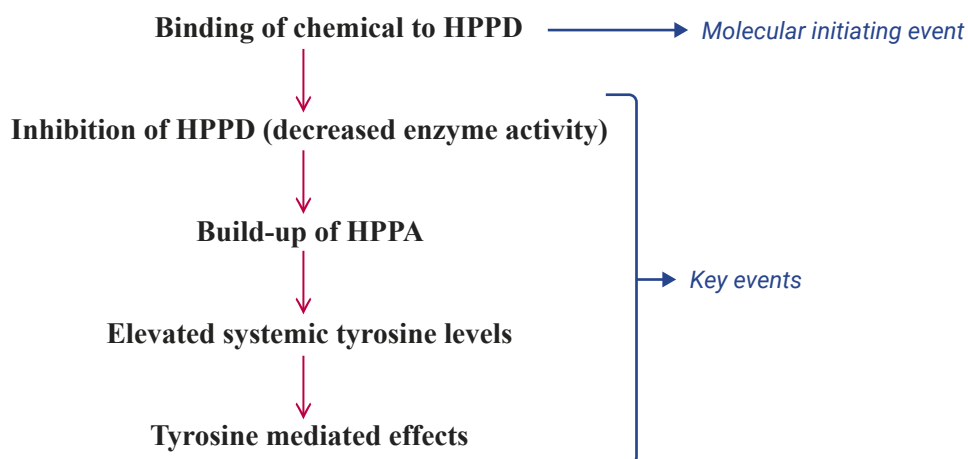 Binding of chemical to HPPD
Molecular initiating event
Inhibition of HPPD (decreased enzyme activity)
Build-up of HPPA
Key events
Elevated systemic tyrosine levels
Tyrosine mediated effects